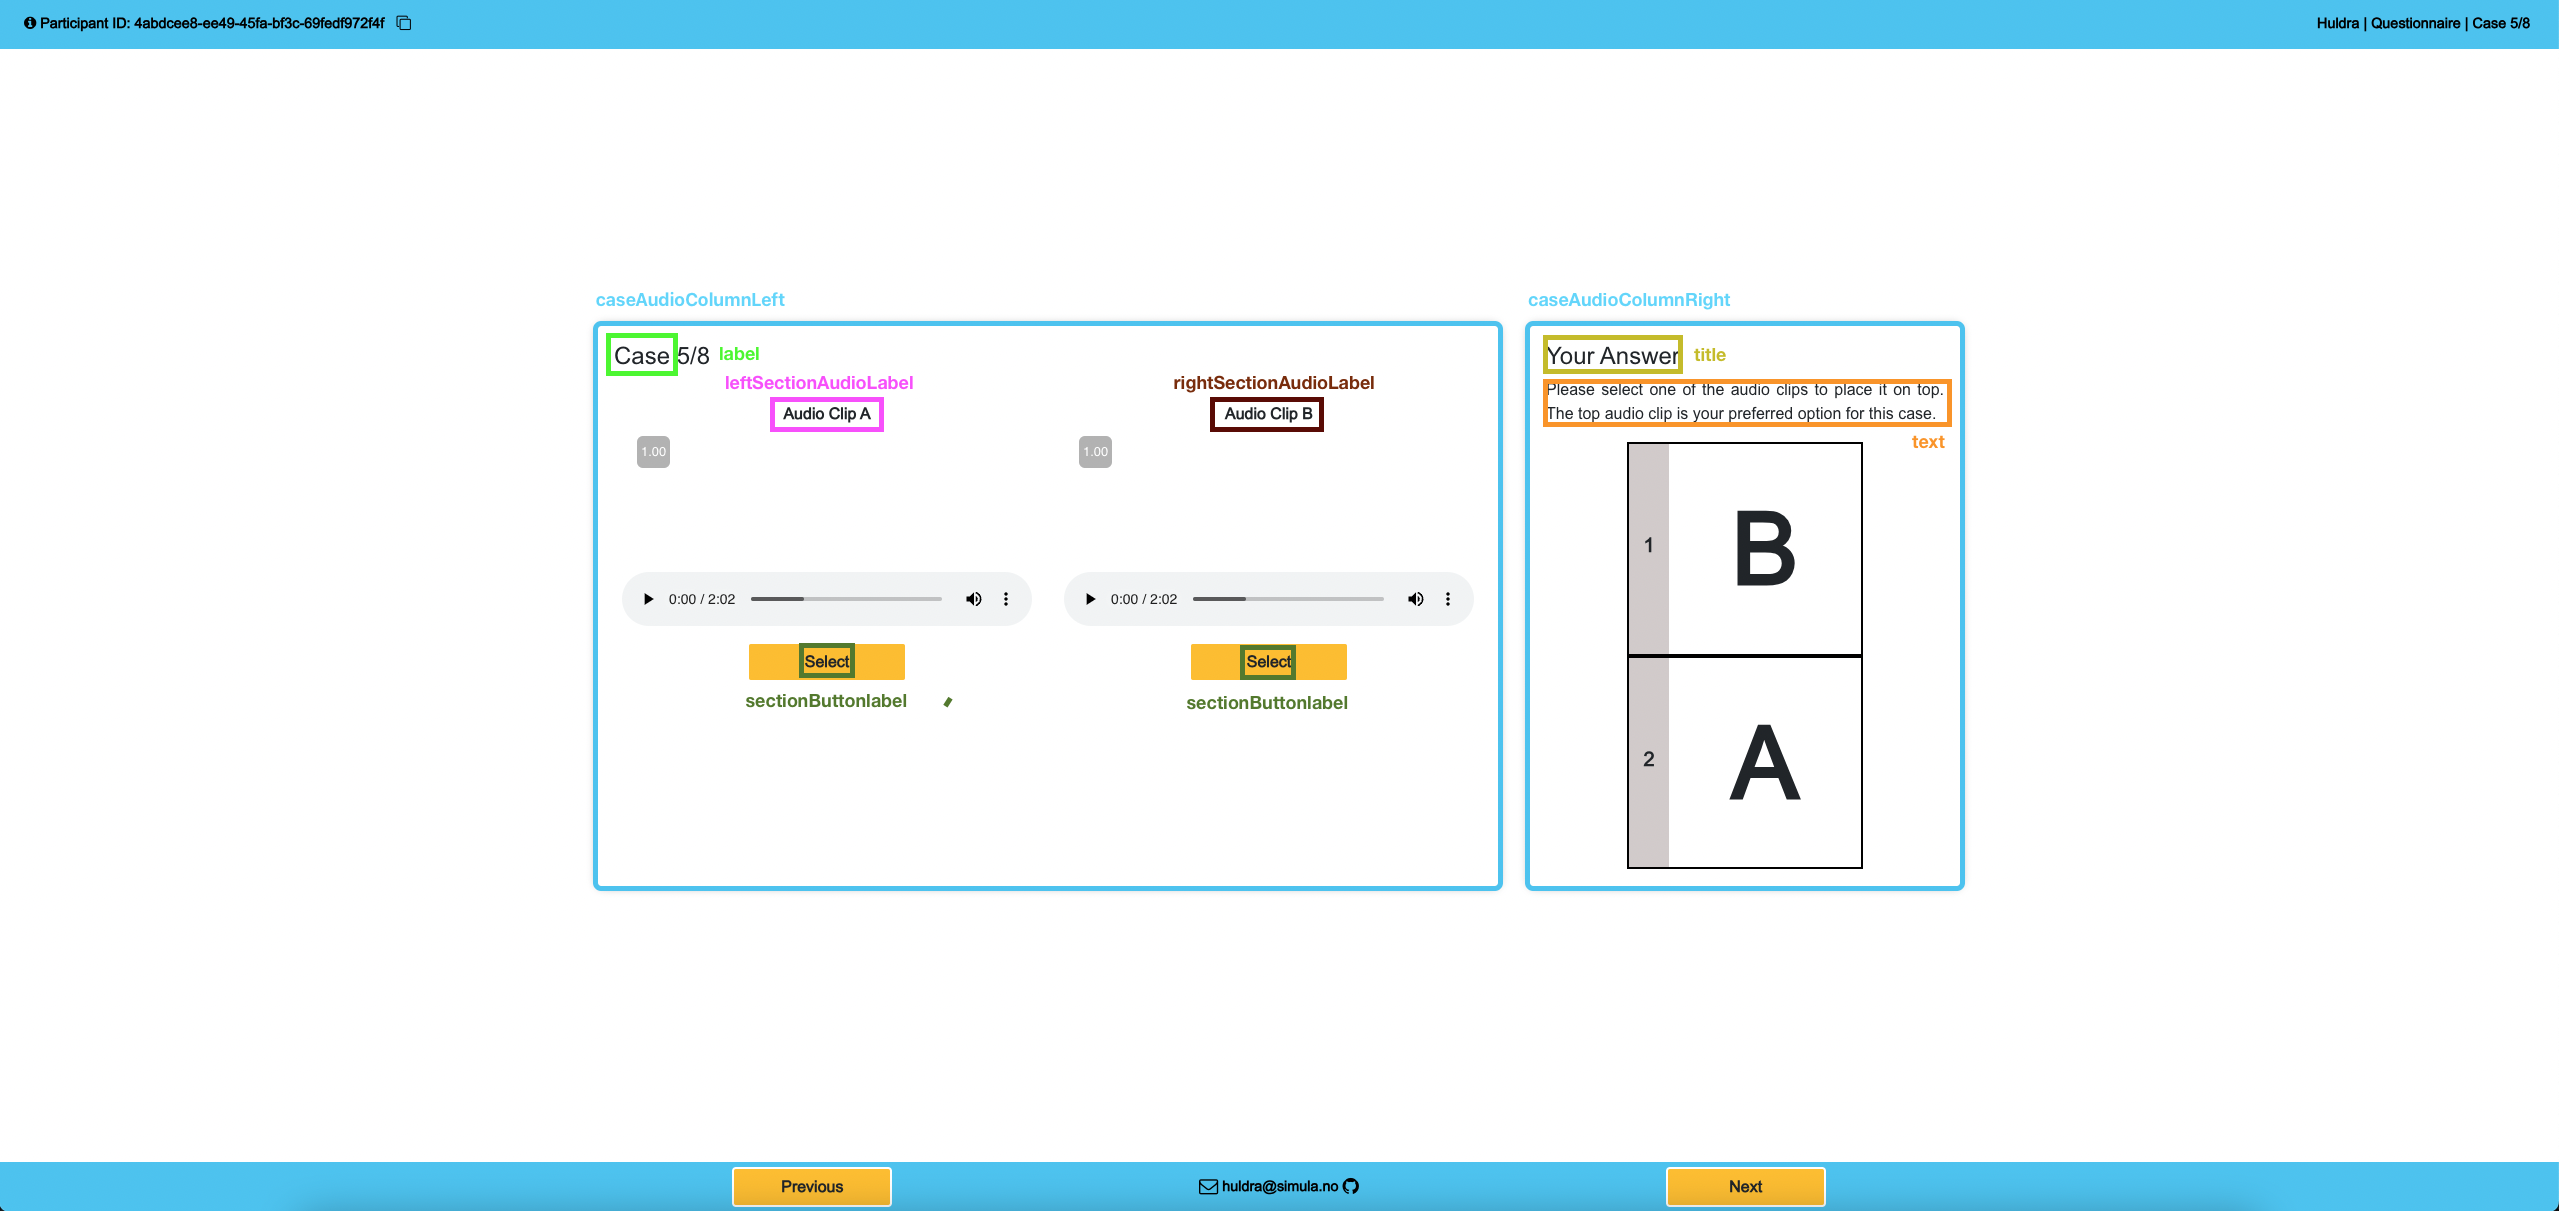 Participant ID: 4abdcee8-ee49-45fa-bf3c-69fedf972f4f
Huldra | Questionnaire | Case 5/8
caseAudioColumnLeft
Case 5/8 label
leftSectionAudioLabel
Audio Clip A
1.00
0:00 / 2:02
Select
sectionButtonlabel
rightSectionAudioLabel
Audio Clip B
1.00
0:00 / 2:02
Select
sectionButtonlabel
caseAudioColumnRight
Your Answer title
Please select one of the audio clips to place it on top.
The top audio clip is your preferred option for this case.
text
1
B
2
A
Previous
huldra@simula.no
Next